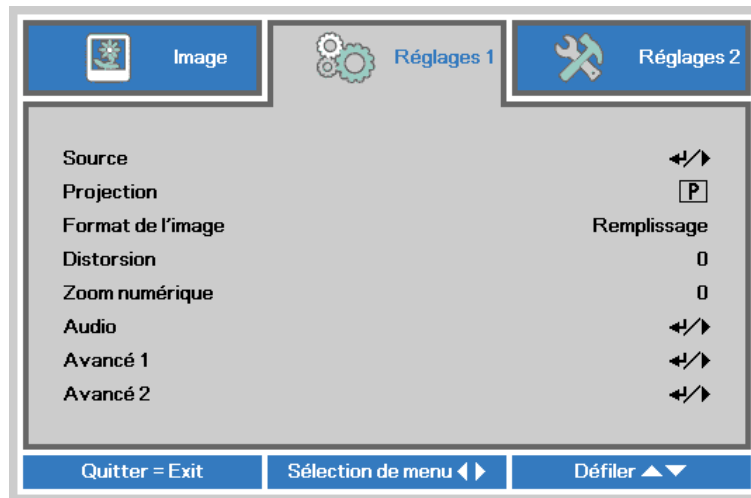 Image
Réglages 1
Réglages 2
Source ↵/▶
Projection P
Format de l'image Remplissage
Distorsion 0
Zoom numérique 0
Audio ↵/▶
Avancé 1 ↵/▶
Avancé 2 ↵/▶
Quitter = Exit
Sélection de menu ◀ ▶
Défiler ▲▼